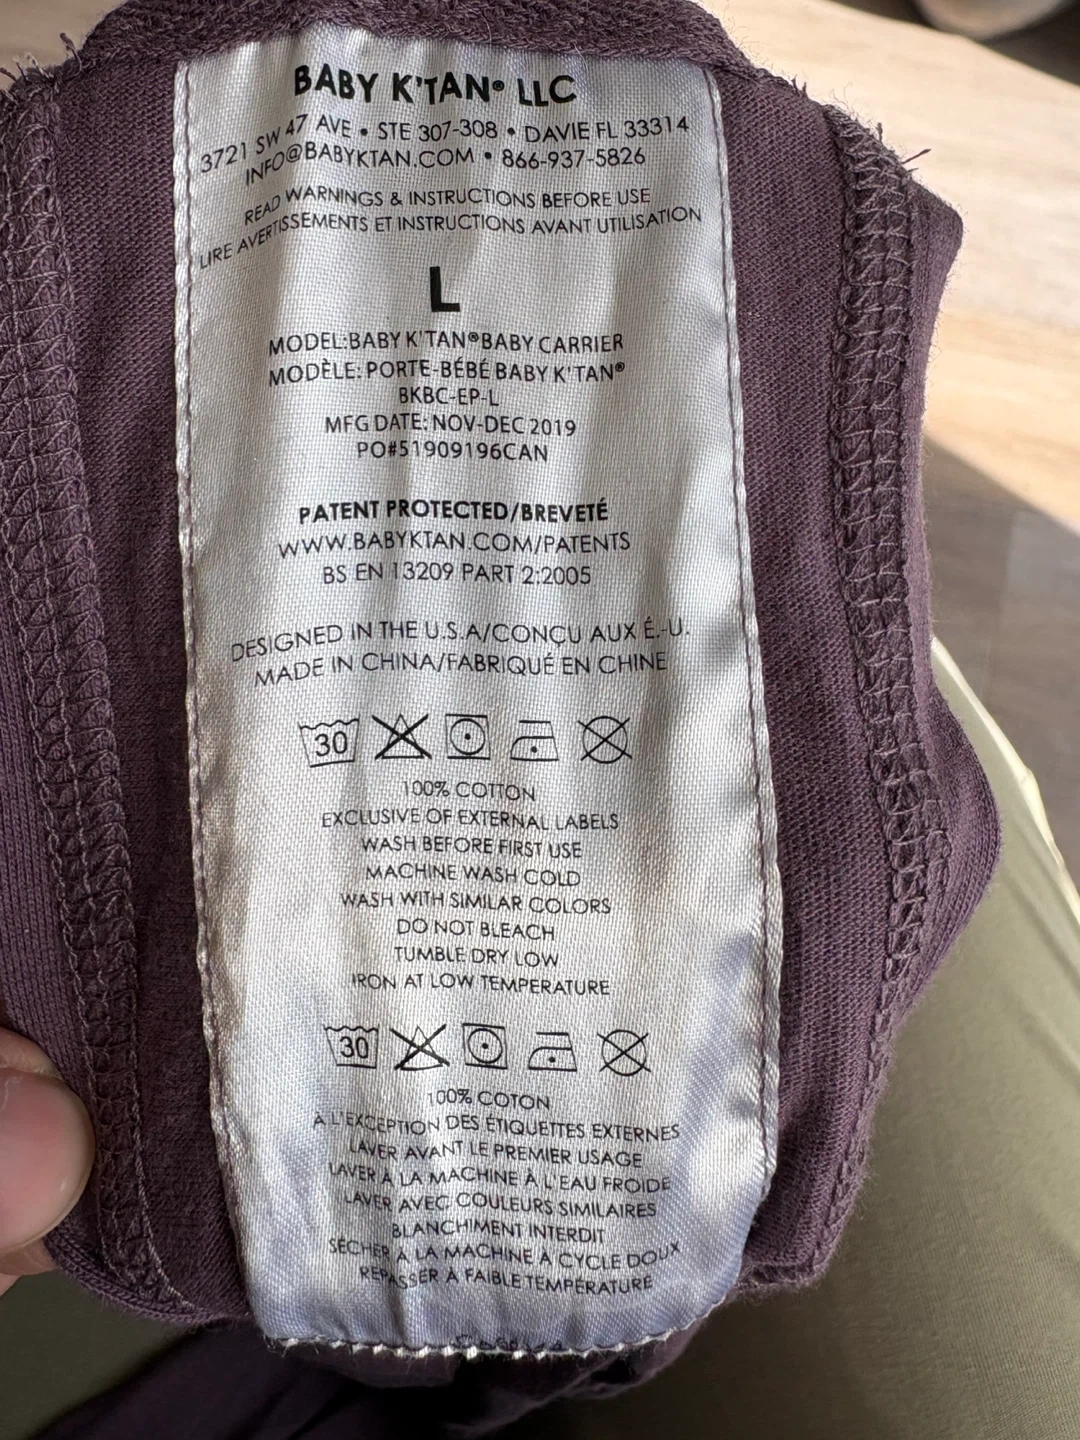 BABY K'TAN® LLC
3721 SW 47 AVE • STE 307-308 • DAVIE FL 33314
INFO@BABYKTAN.COM • 866-937-5826
READ WARNINGS & INSTRUCTIONS BEFORE USE
LIRE AVERTISSEMENTS ET INSTRUCTIONS AVANT UTILISATION
L
MODEL:BABY K'TAN®BABY CARRIER
MODÈLE: PORTE-BÉBÉ BABY K'TAN®
BKBC-EP-L
MFG DATE: NOV-DEC 2019
PO#51909196CAN
PATENT PROTECTED/BREVETÉ
WWW.BABYKTAN.COM/PATENTS
BS EN 13209 PART 2:2005
DESIGNED IN THE U.S.A/CONÇU AUX É.-U.
MADE IN CHINA/FABRIQUÉ EN CHINE
30
100% COTTON
EXCLUSIVE OF EXTERNAL LABELS
WASH BEFORE FIRST USE
MACHINE WASH COLD
WASH WITH SIMILAR COLORS
DO NOT BLEACH
TUMBLE DRY LOW
IRON AT LOW TEMPERATURE
30
100% COTON
À L'EXCEPTION DES ÉTIQUETTES EXTERNES
LAVER AVANT LE PREMIER USAGE
LAVER À LA MACHINE À L'EAU FROIDE
LAVER AVEC COULEURS SIMILAIRES
BLANCHIMENT INTERDIT
SÉCHER À LA MACHINE À CYCLE DOUX
REPASSER À FAIBLE TEMPÉRATURE